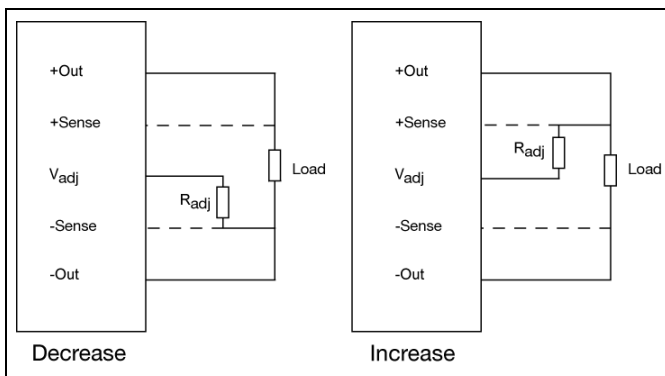 +Out
+Sense
Vadj
Radj
-Sense
-Out
Load
Decrease
+Out
+Sense
Radj
Vadj
-Sense
-Out
Load
Increase